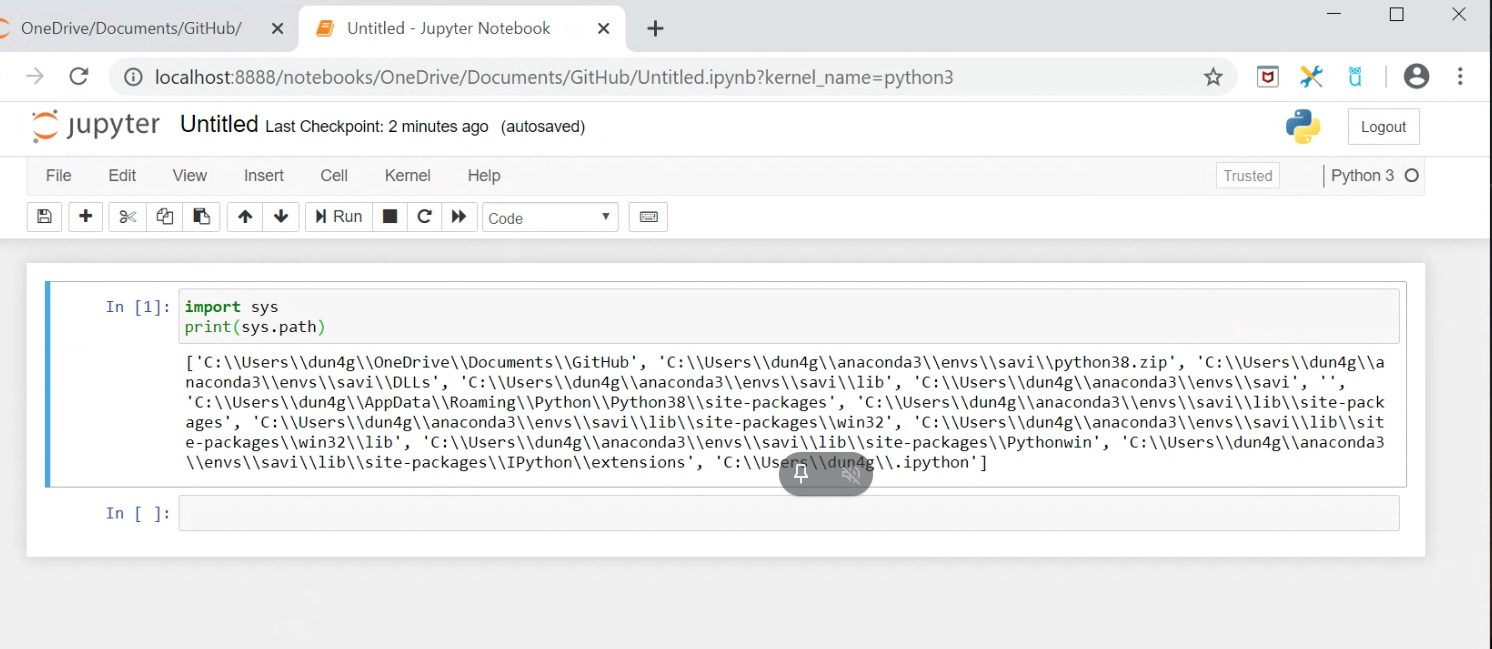 OneDrive/Documents/GitHub/
Untitled - Jupyter Notebook
localhost:8888/notebooks/OneDrive/Documents/GitHub/Untitled.ipynb?kernel_name=python3
jupyter Untitled Last Checkpoint: 2 minutes ago (autosaved)
Logout
File Edit View Insert Cell Kernel Help
Trusted
Python 3
Run
Code
In [1]: import sys
print(sys.path)
['C:\\Users\\dun4g\\OneDrive\\Documents\\GitHub', 'C:\\Users\\dun4g\\anaconda3\\envs\\savi\\python38.zip', 'C:\\Users\\dun4g\\a
naconda3\\envs\\savi\\DLLs', 'C:\\Users\\dun4g\\anaconda3\\envs\\savi\\lib', 'C:\\Users\\dun4g\\anaconda3\\envs\\savi', '',
'C:\\Users\\dun4g\\AppData\\Roaming\\Python\\Python38\\site-packages', 'C:\\Users\\dun4g\\anaconda3\\envs\\savi\\lib\\site-pack
ages', 'C:\\Users\\dun4g\\anaconda3\\envs\\savi\\lib\\site-packages\\win32', 'C:\\Users\\dun4g\\anaconda3\\envs\\savi\\lib\\sit
e-packages\\win32\\lib', 'C:\\Users\\dun4g\\anaconda3\\envs\\savi\\lib\\site-packages\\Pythonwin', 'C:\\Users\\dun4g\\anaconda3
\\envs\\savi\\lib\\site-packages\\IPython\\extensions', 'C:\\Users\\dun4g\\.ipython']
In [ ]: